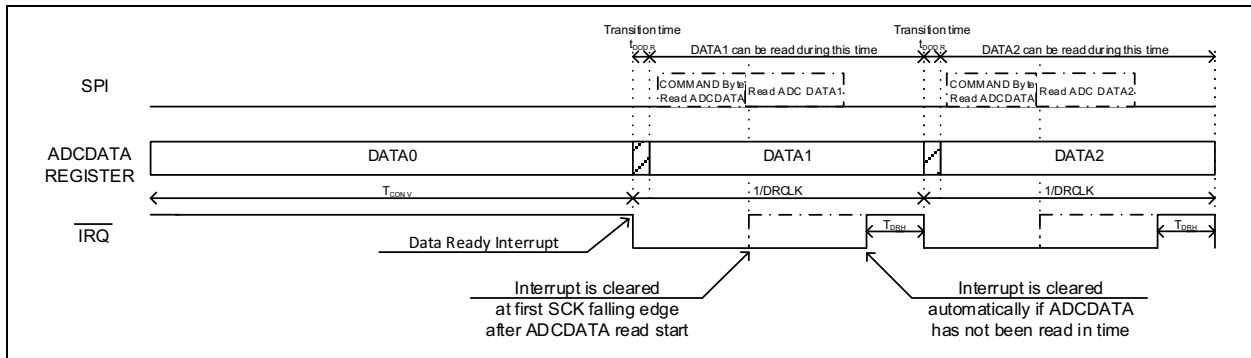 Transition time
tDODR
DATA1 can be read during this time
Transition time
tDODR
DATA2 can be read during this time
SPI
COMMAND Byte
Read ADCDATA
Read ADC DATA1
COMMAND Byte
Read ADCDATA
Read ADC DATA2
ADCDATA
REGISTER
DATA0
DATA1
DATA2
TCONV
1/DRCLK
1/DRCLK
IRQ
TDRH
TDRH
Data Ready Interrupt
Interrupt is cleared
at first SCK falling edge
after ADCDATA read start
Interrupt is cleared
automatically if ADCDATA
has not been read in time